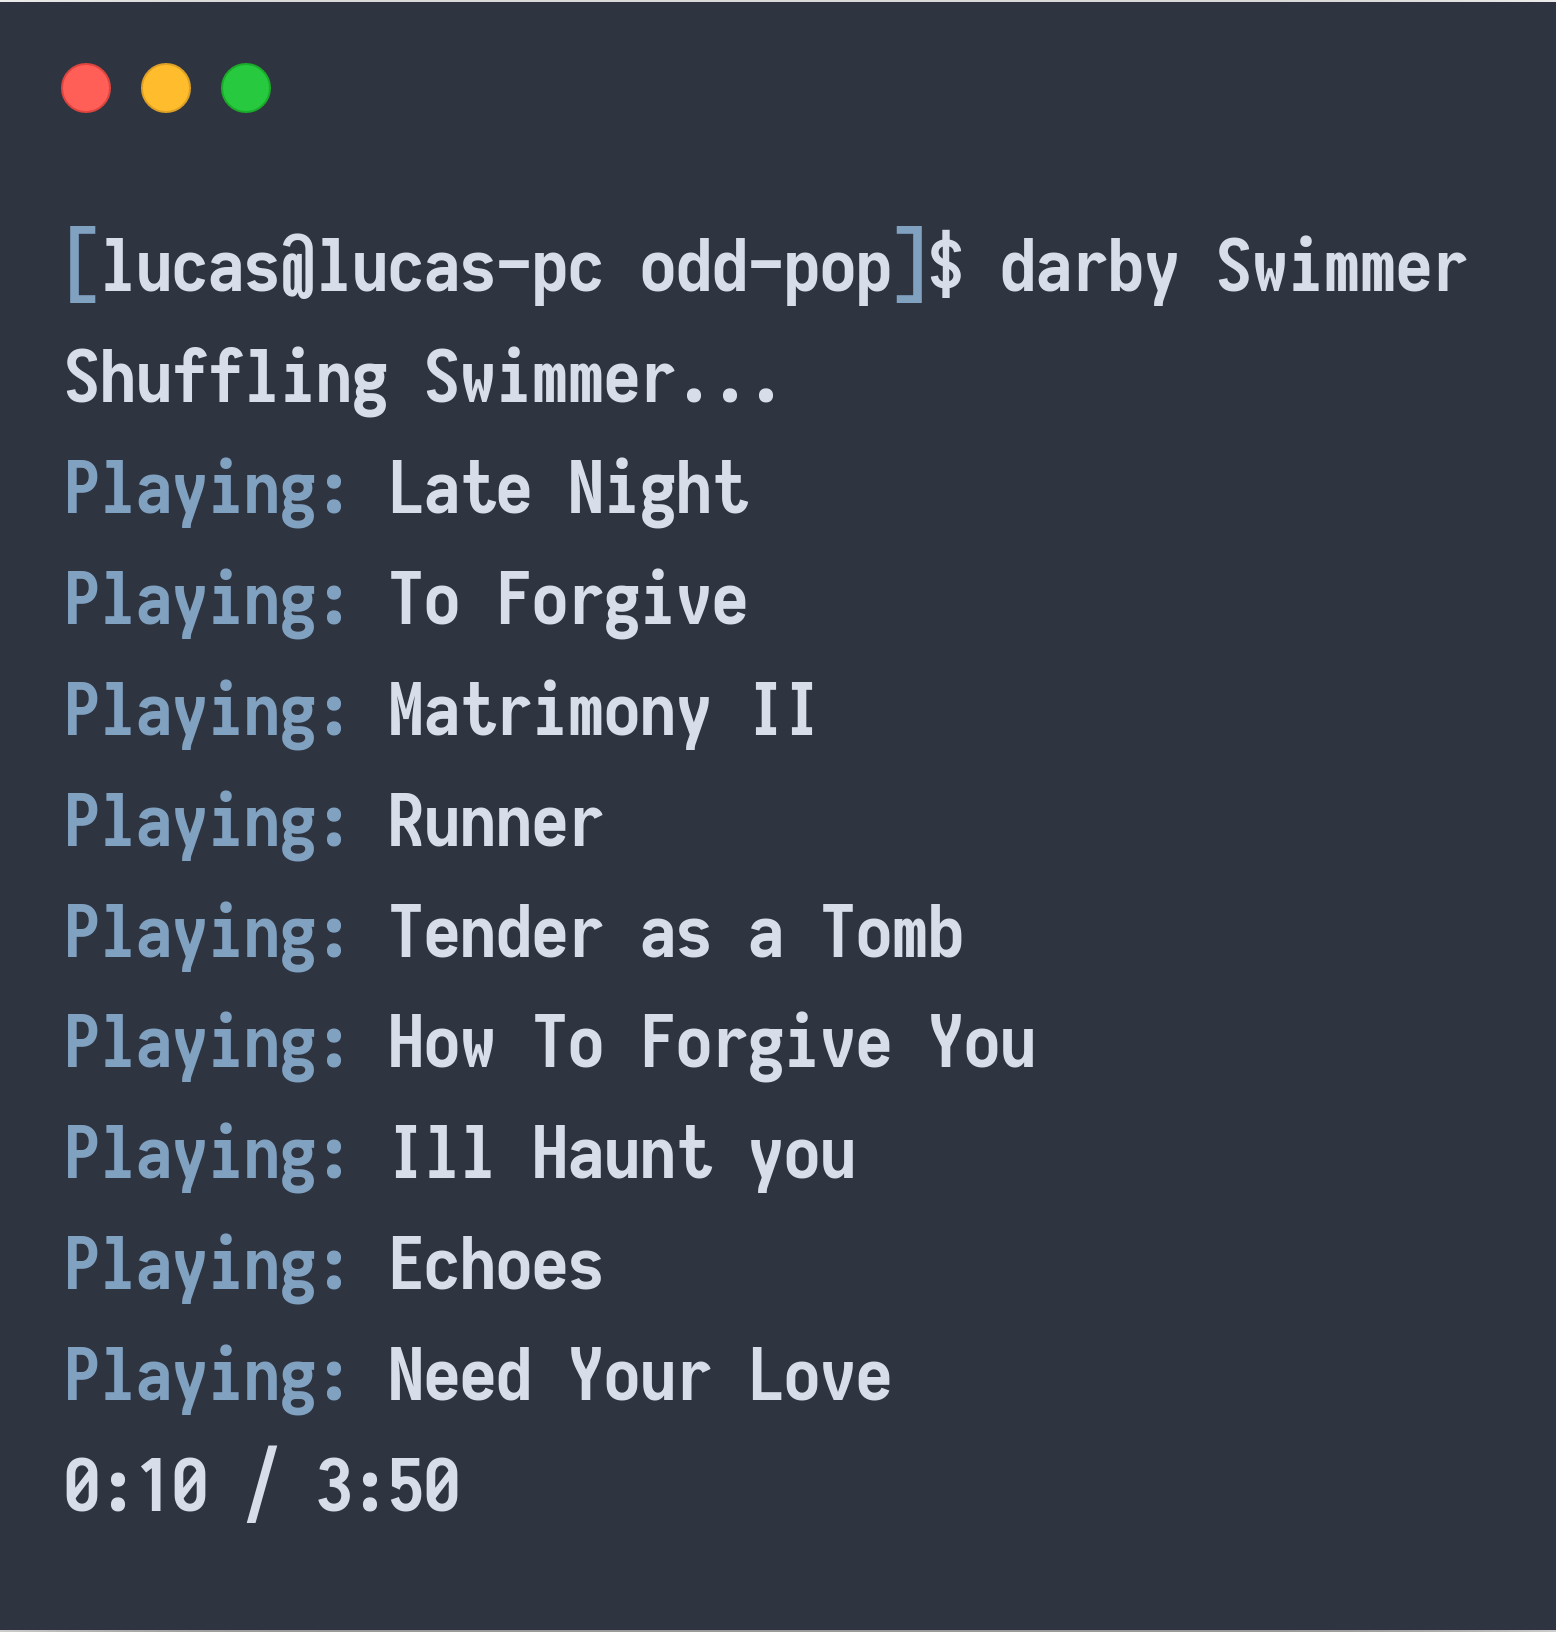 [lucas@lucas-pc odd-pop]$ darby Swimmer
Shuffling Swimmer...
Playing: Late Night
Playing: To Forgive
Playing: Matrimony II
Playing: Runner
Playing: Tender as a Tomb
Playing: How To Forgive You
Playing: Ill Haunt you
Playing: Echoes
Playing: Need Your Love
0:10 / 3:50